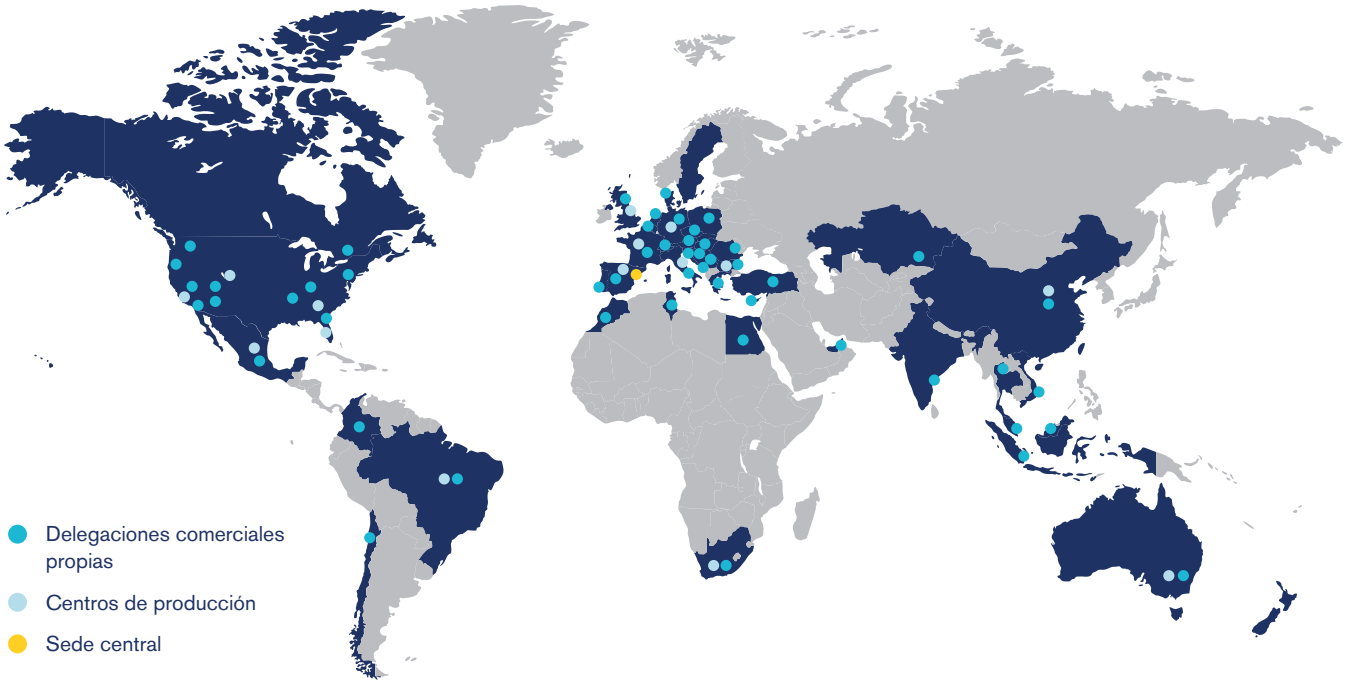 Delegaciones comerciales
propias
Centros de producción
Sede central